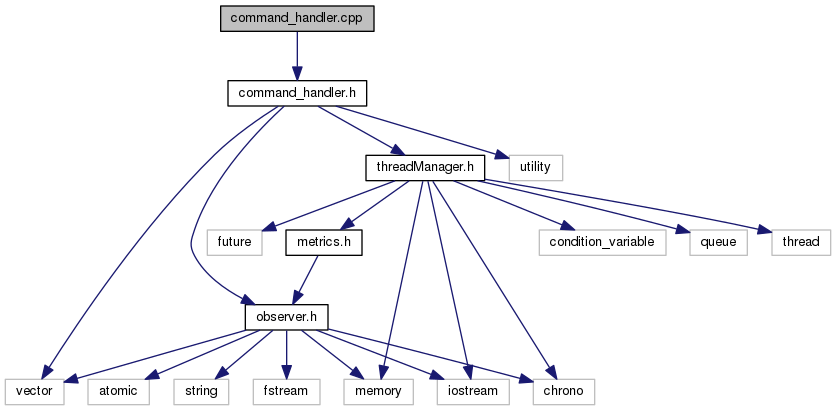 command_handler.cpp
command_handler.h
threadManager.h
utility
future
metrics.h
condition_variable
queue
thread
observer.h
vector
atomic
string
fstream
memory
iostream
chrono